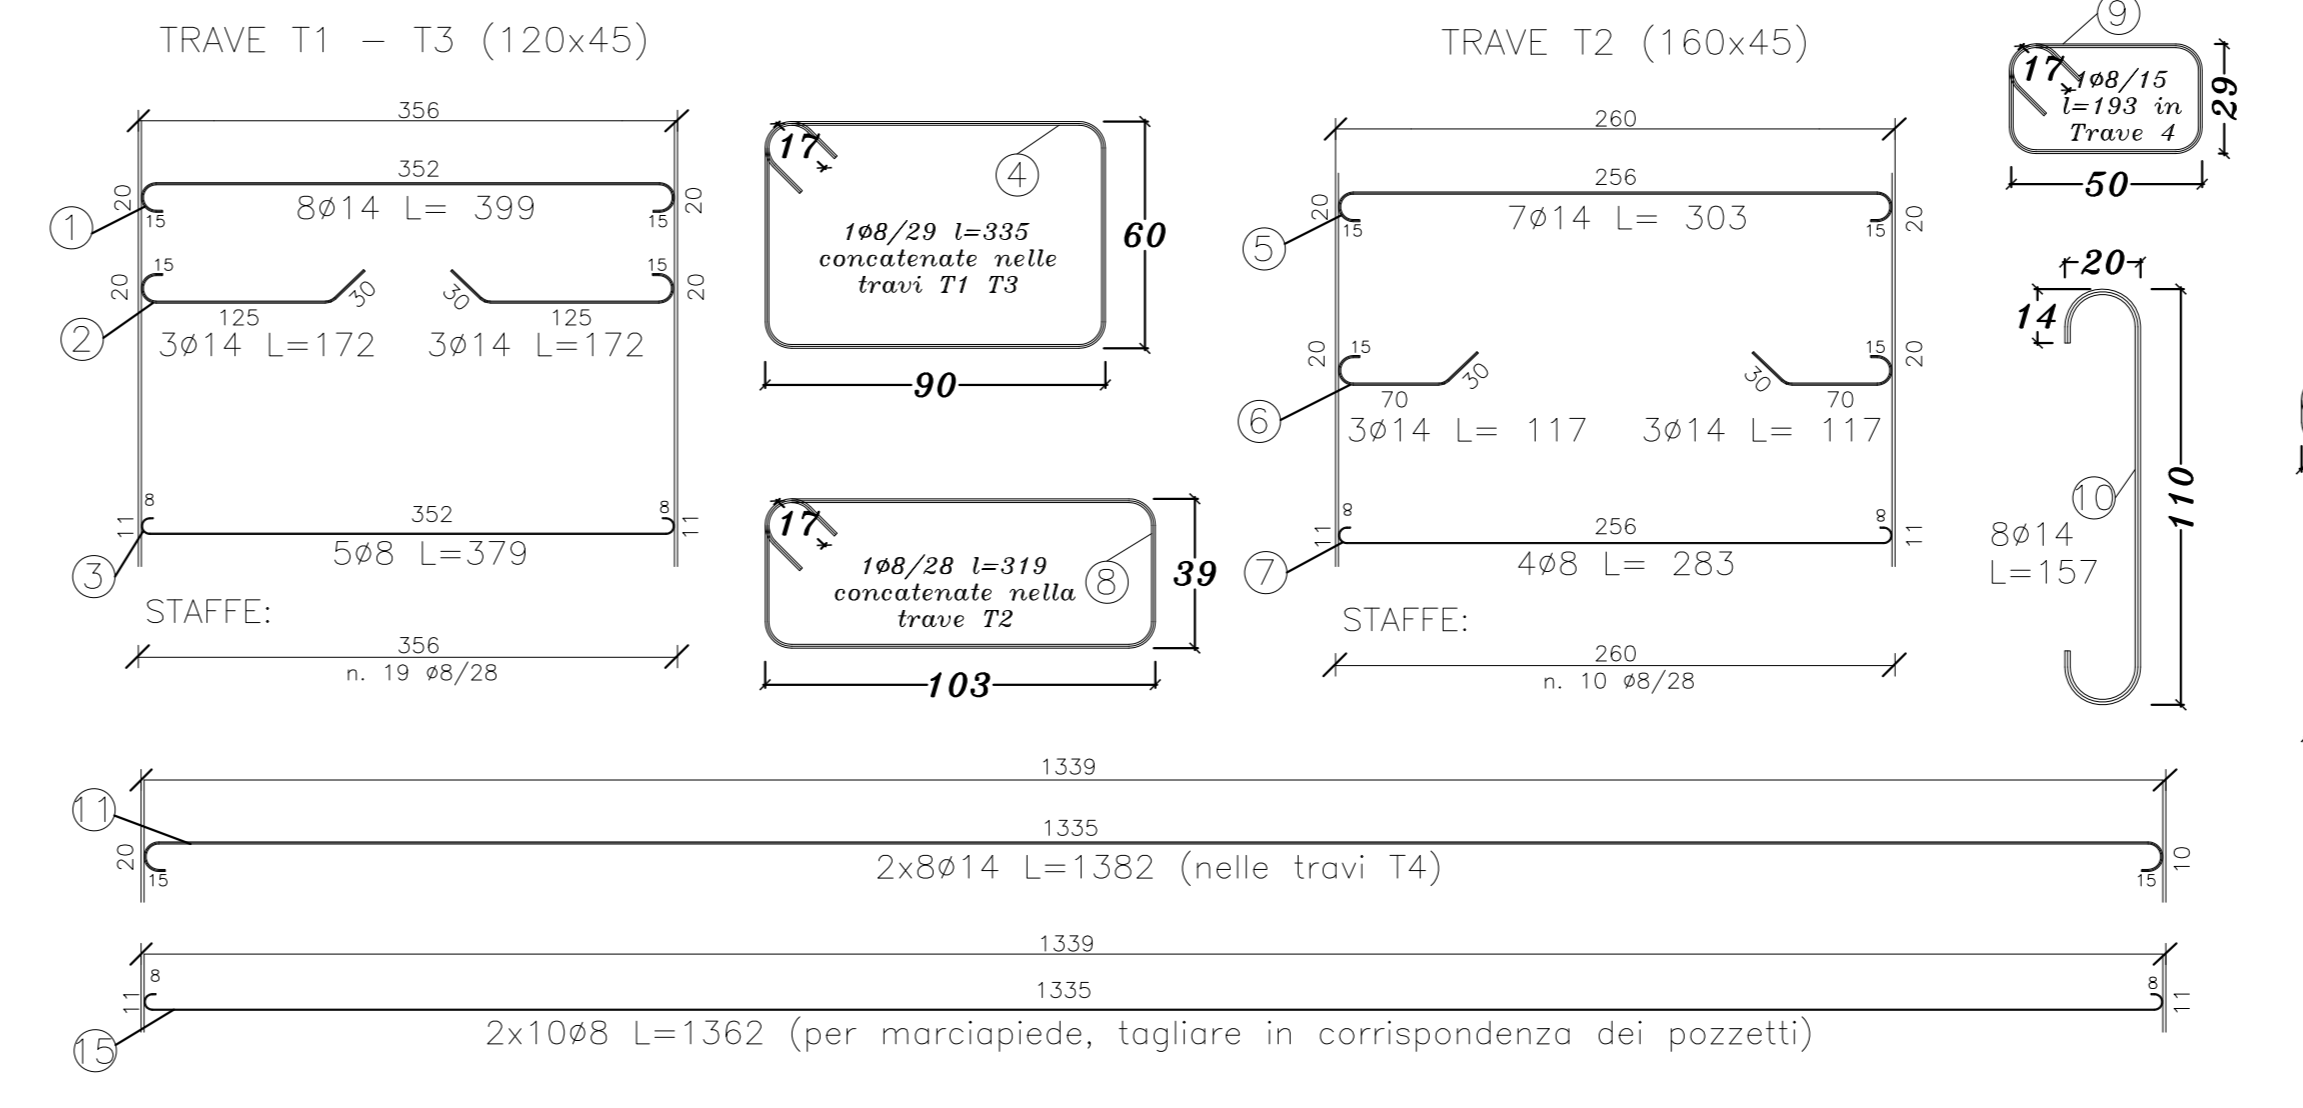 TRAVE T1 – T3 (120x45)
356
352
20
20
15
15
8ø14 L= 399
1
20
15
15
20
30
30
125
125
2
3ø14 L=172
3ø14 L=172
11
8
352
8
11
5ø8 L=379
3
STAFFE:
356
n. 19 ø8/28
17
4
1ø8/29 l=335
concatenate nelle
travi T1 T3
60
90
17
1ø8/28 l=319
concatenate nella
trave T2
8
39
103
TRAVE T2 (160x45)
260
256
20
20
15
15
7ø14 L= 303
5
20
15
15
20
30
30
70
70
6
3ø14 L= 117
3ø14 L= 117
11
8
256
8
11
4ø8 L= 283
7
STAFFE:
260
n. 10 ø8/28
9
17
1ø8/15
l=193 in
Trave 4
29
50
20
14
10
110
8ø14
L=157
1339
11
1335
20
10
15
15
2x8ø14 L=1382 (nelle travi T4)
1339
8
8
11
1335
11
15
2x10ø8 L=1362 (per marciapiede, tagliare in corrispondenza dei pozzetti)